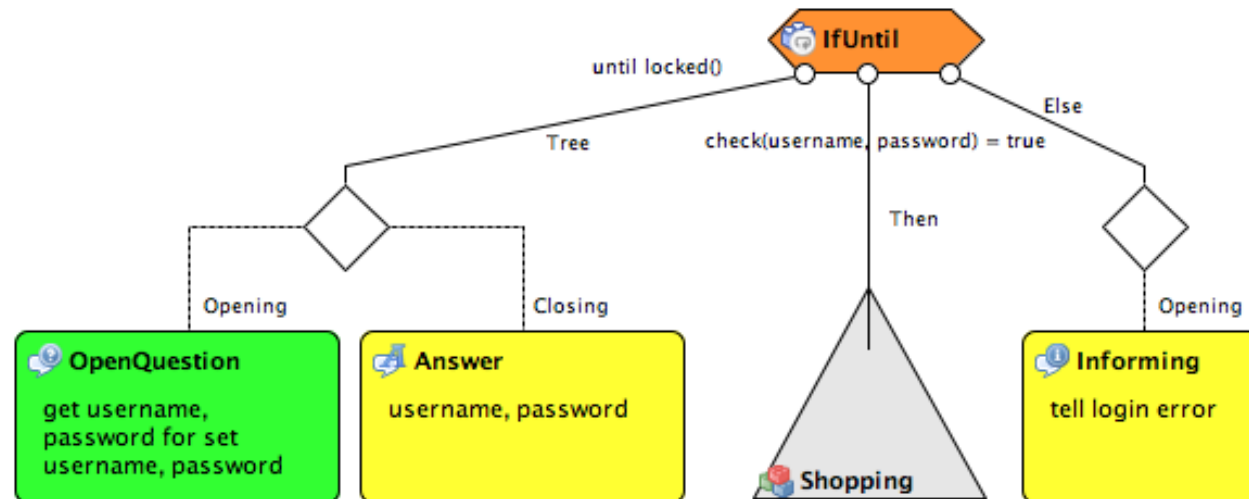 IfUntil
until locked()
Else
Tree
check(username, password) = true
Then
Opening
Closing
Opening
OpenQuestion
get username,
password for set
username, password
Answer
username, password
Informing
tell login error
Shopping